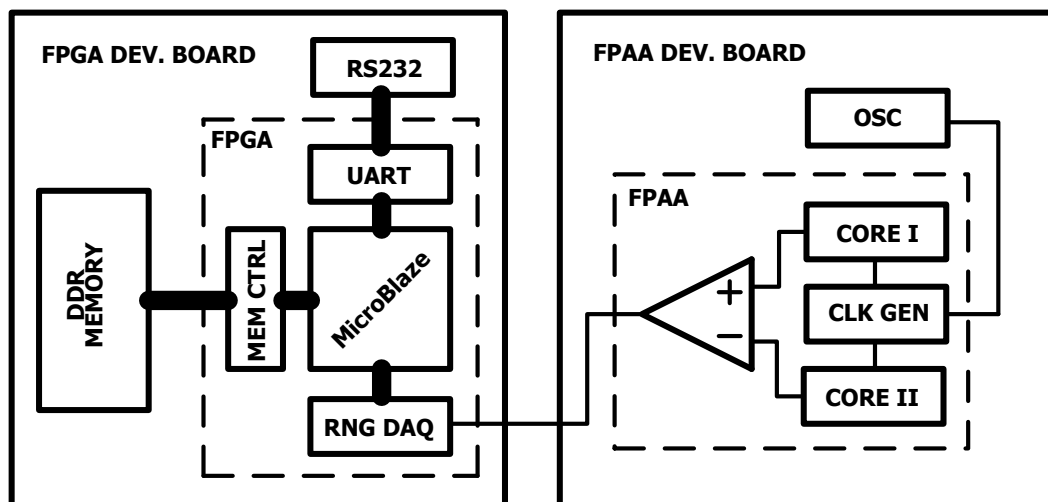 FPGA DEV. BOARD
RS232
FPGA
UART
DDR
MEMORY
MEM CTRL
MicroBlaze
RNG DAQ
FPAA DEV. BOARD
OSC
FPAA
CORE I
+
CLK GEN
−
CORE II